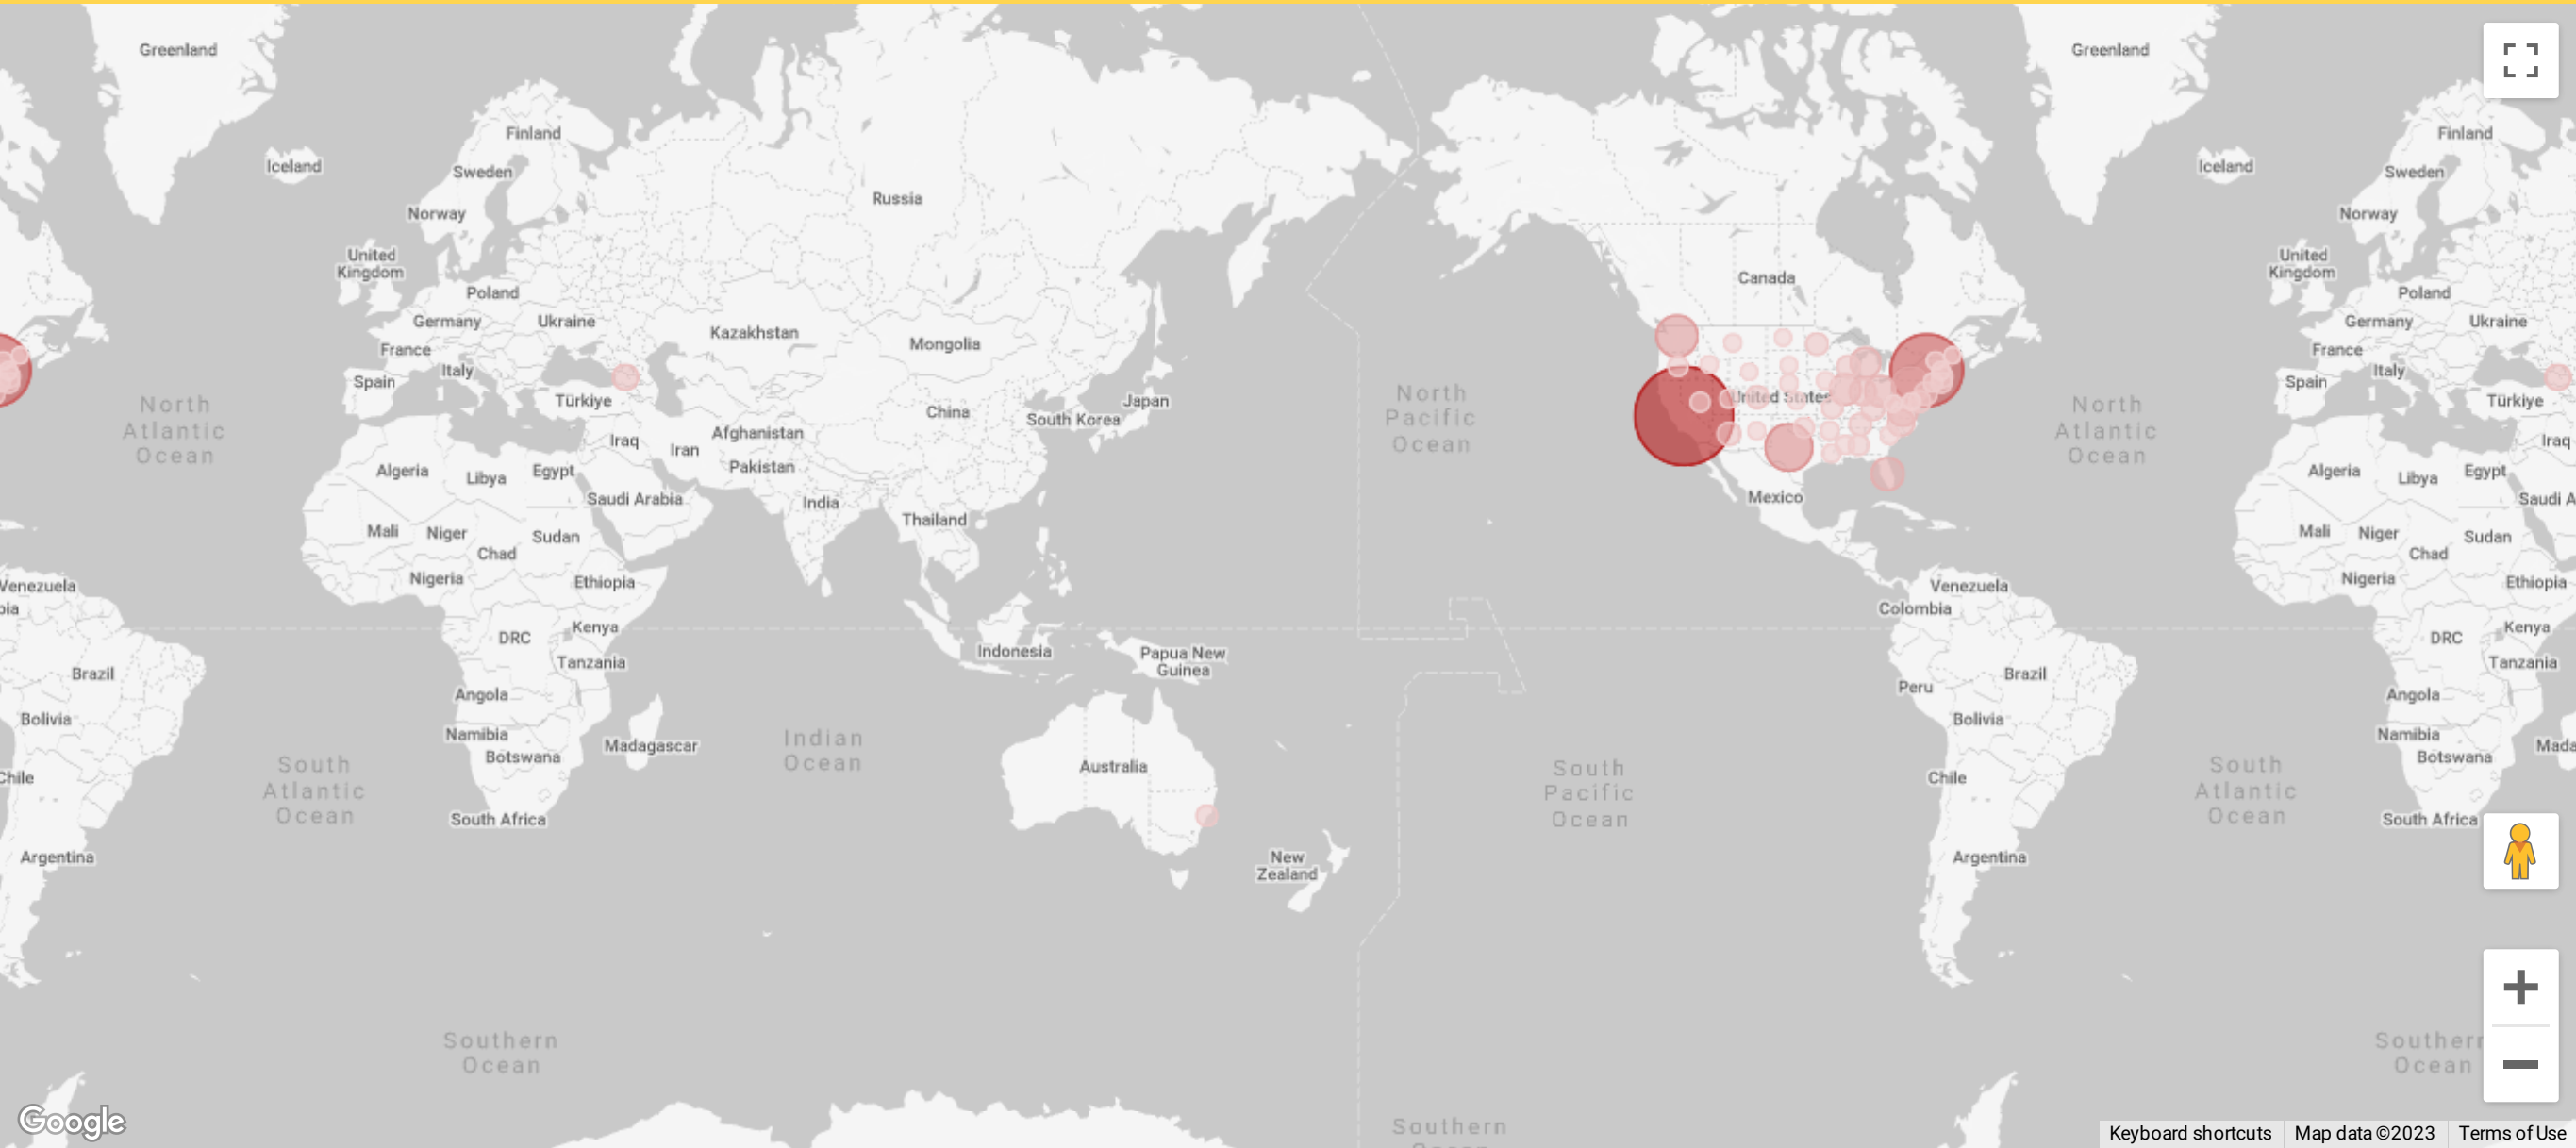 Greenland
Greenland
Finland
Finland
Iceland
Iceland
Sweden
Sweden
Russia
Norway
Norway
United
Kingdom
United
Kingdom
Canada
Poland
Poland
Germany
Ukraine
Germany
Ukraine
Kazakhstan
Mongolia
France
France
Italy
Italy
Spain
Spain
Türkiye
Türkiye
United States
North
Atlantic
Ocean
North
Pacific
Ocean
North
Atlantic
Ocean
China
Japan
South Korea
Afghanistan
Iraq
Iran
Iraq
Pakistan
Algeria
Libya
Egypt
Algeria
Libya
Egypt
Saudi Arabia
India
Mexico
Saudi A
Thailand
Mali
Niger
Sudan
Mali
Niger
Sudan
Chad
Chad
Nigeria
Ethiopia
Nigeria
Ethiopia
Venezuela
Venezuela
bia
Colombia
Kenya
Kenya
DRC
DRC
Indonesia
Papua New
Guinea
Tanzania
Tanzania
Brazil
Brazil
Peru
Angola
Angola
Bolivia
Bolivia
Namibia
Namibia
Madagascar
Mada
Botswana
Botswana
Indian
Ocean
Australia
Chile
Chile
South
Atlantic
Ocean
South
Pacific
Ocean
South
Atlantic
Ocean
South Africa
South Africa
Argentina
New
Zealand
Argentina
Southern
Ocean
Southern
Ocean
Google
Southern
Keyboard shortcuts
Map data ©2023
Terms of Use